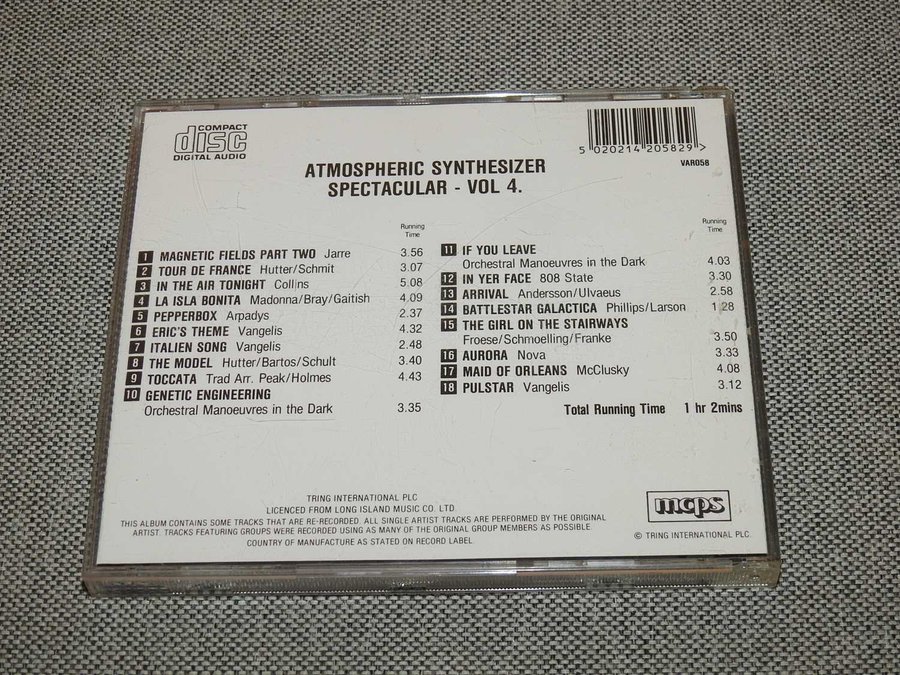 COMPACT
disc
DIGITAL AUDIO
5 020214 205829 >
VAR058
ATMOSPHERIC SYNTHESIZER
SPECTACULAR - VOL 4.
Running
Time
1 MAGNETIC FIELDS PART TWO Jarre 3.56
2 TOUR DE FRANCE Hutter/Schmit 3.07
3 IN THE AIR TONIGHT Collins 5.08
4 LA ISLA BONITA Madonna/Bray/Gaitish 4.09
5 PEPPERBOX Arpadys 2.37
6 ERIC'S THEME Vangelis 4.32
7 ITALIEN SONG Vangelis 2.48
8 THE MODEL Hutter/Bartos/Schult 3.40
9 TOCCATA Trad Arr. Peak/Holmes 4.43
10 GENETIC ENGINEERING
Orchestral Manoeuvres in the Dark 3.35
Running
Time
11 IF YOU LEAVE
Orchestral Manoeuvres in the Dark 4.03
12 IN YER FACE 808 State 3.30
13 ARRIVAL Andersson/Ulvaeus 2.58
14 BATTLESTAR GALACTICA Phillips/Larson 1 28
15 THE GIRL ON THE STAIRWAYS
Froese/Schmoelling/Franke 3.50
16 AURORA Nova 3.33
17 MAID OF ORLEANS McClusky 4.08
18 PULSTAR Vangelis 3.12
Total Running Time 1 hr 2mins
TRING INTERNATIONAL PLC
LICENCED FROM LONG ISLAND MUSIC CO. LTD.
THIS ALBUM CONTAINS SOME TRACKS THAT ARE RE-RECORDED. ALL SINGLE ARTIST TRACKS ARE PERFORMED BY THE ORIGINAL
ARTIST. TRACKS FEATURING GROUPS WERE RECORDED USING AS MANY OF THE ORIGINAL GROUP MEMBERS AS POSSIBLE
COUNTRY OF MANUFACTURE AS STATED ON RECORD LABEL.
mcps
© TRING INTERNATIONAL PLC.